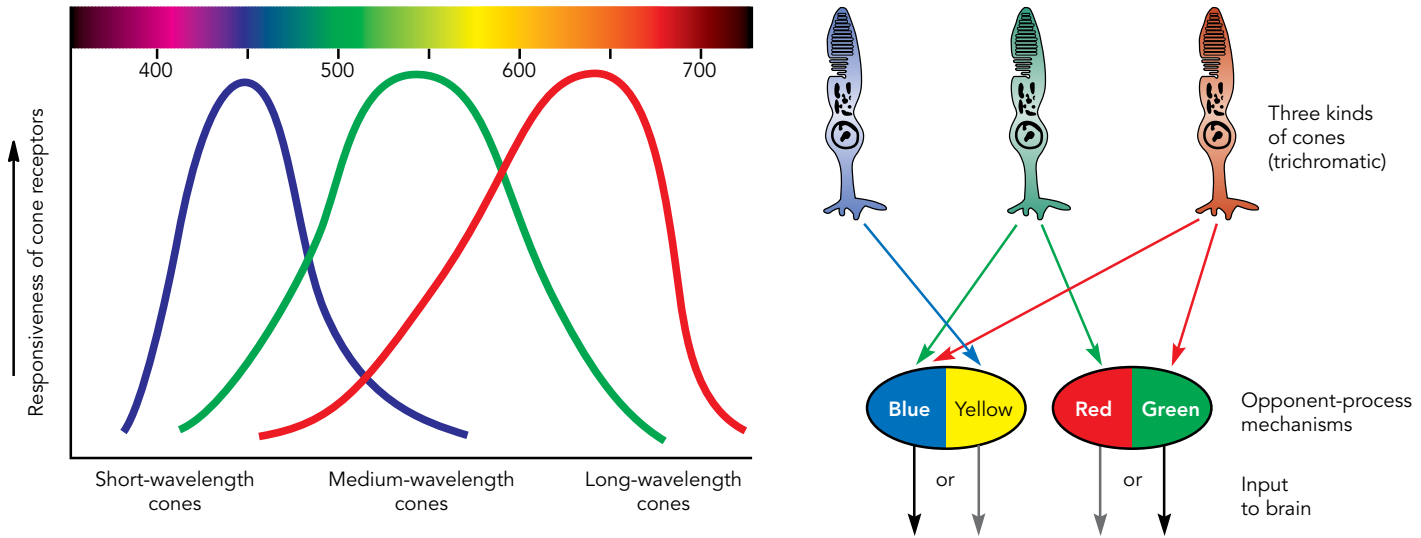 400
500
600
700
Responsiveness of cone receptors
Short-wavelength
cones
Medium-wavelength
cones
Long-wavelength
cones
Three kinds
of cones
(trichromatic)
Blue
Yellow
Red
Green
Opponent-process
mechanisms
or
or
Input
to brain